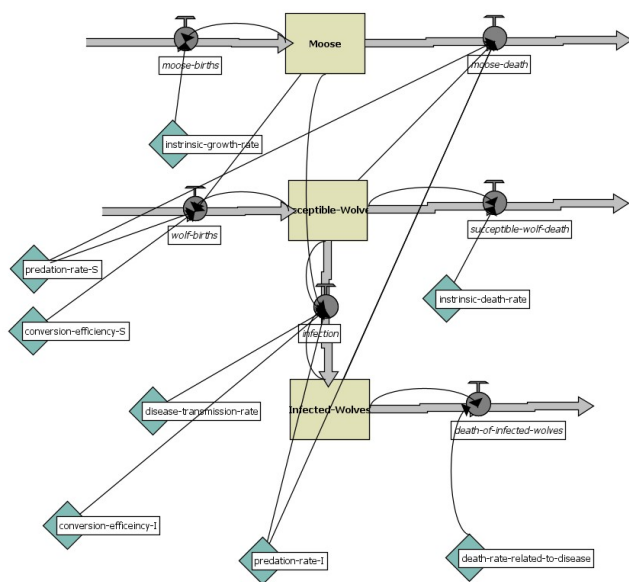 Moose
moose-births
moose-death
instrinsic-growth-rate
ucceptible-Wolve
wolf-births
succeptible-wolf-death
predation-rate-S
instrinsic-death-rate
conversion-efficiency-S
infection
disease-transmission-rate
Infected-Wolves
death-of-infected-wolves
conversion-efficeincy-I
predation-rate-I
death-rate-related-to-disease